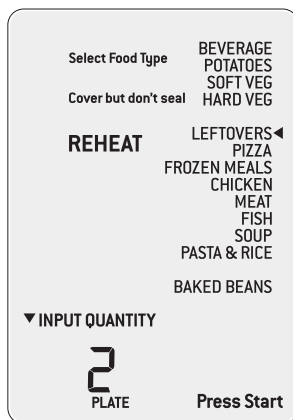 Select Food Type
BEVERAGE
POTATOES
SOFT VEG
Cover but don't seal HARD VEG
REHEAT
LEFTOVERS◀
PIZZA
FROZEN MEALS
CHICKEN
MEAT
FISH
SOUP
PASTA & RICE
BAKED BEANS
▼INPUT QUANTITY
2
PLATE Press Start